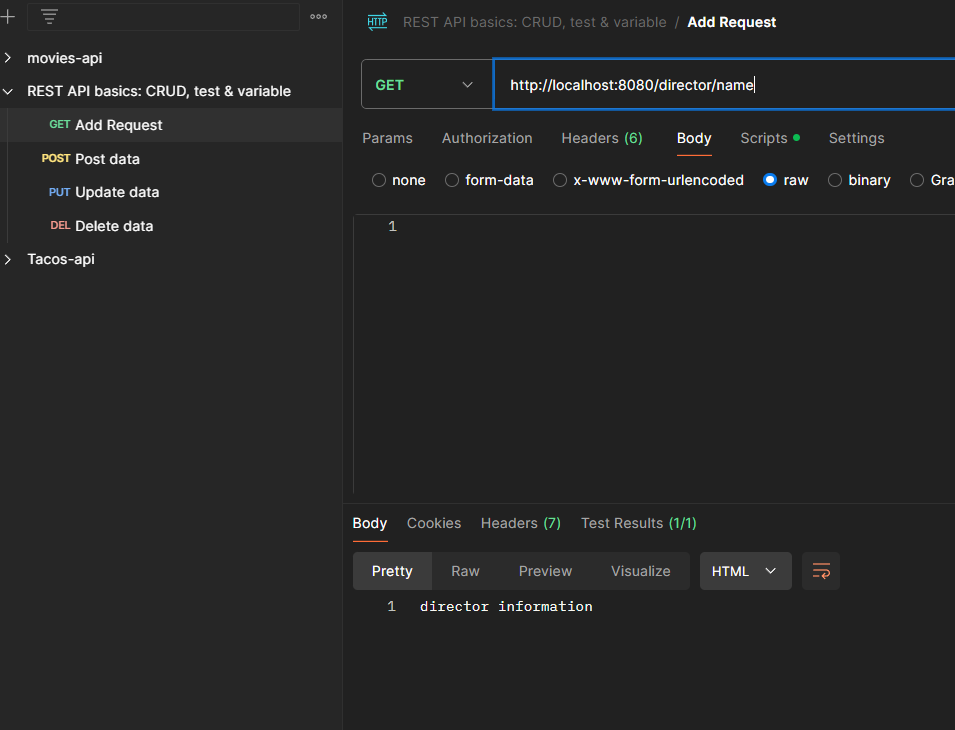 HTTP REST API basics: CRUD, test & variable / Add Request
movies-api
REST API basics: CRUD, test & variable
GET Add Request
POST Post data
PUT Update data
DEL Delete data
Tacos-api
GET http://localhost:8080/director/name
Params Authorization Headers (6) Body Scripts Settings
none form-data x-www-form-urlencoded raw binary Gra
1
Body Cookies Headers (7) Test Results (1/1)
Pretty Raw Preview Visualize HTML
1 director information